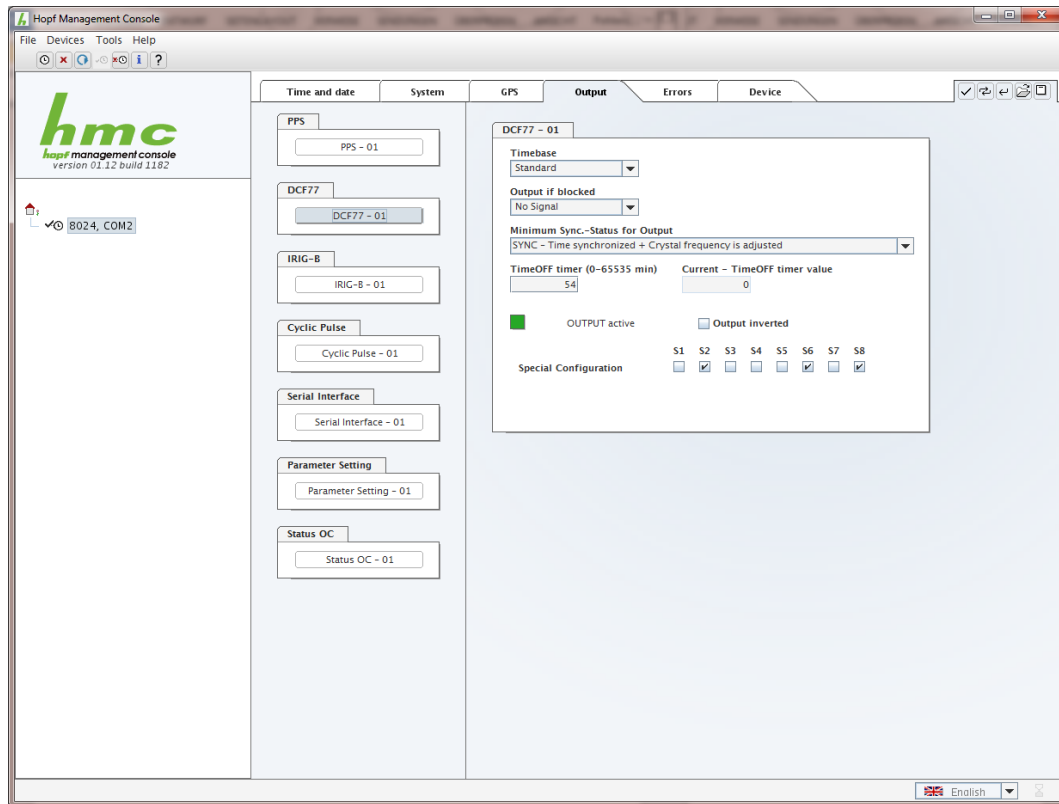 Hopf Management Console
File Devices Tools Help
hmc
hopf management console
version 01.12 build 1182
8024, COM2
Time and date System GPS Output Errors Device
PPS
PPS - 01
DCF77
DCF77 - 01
IRIG-B
IRIG-B - 01
Cyclic Pulse
Cyclic Pulse - 01
Serial Interface
Serial Interface - 01
Parameter Setting
Parameter Setting - 01
Status OC
Status OC - 01
DCF77 - 01
Timebase
Standard
Output if blocked
No Signal
Minimum Sync.-Status for Output
SYNC - Time synchronized + Crystal frequency is adjusted
TimeOFF timer (0-65535 min) Current - TimeOFF timer value
54 0
OUTPUT active Output inverted
S1 S2 S3 S4 S5 S6 S7 S8
Special Configuration
English